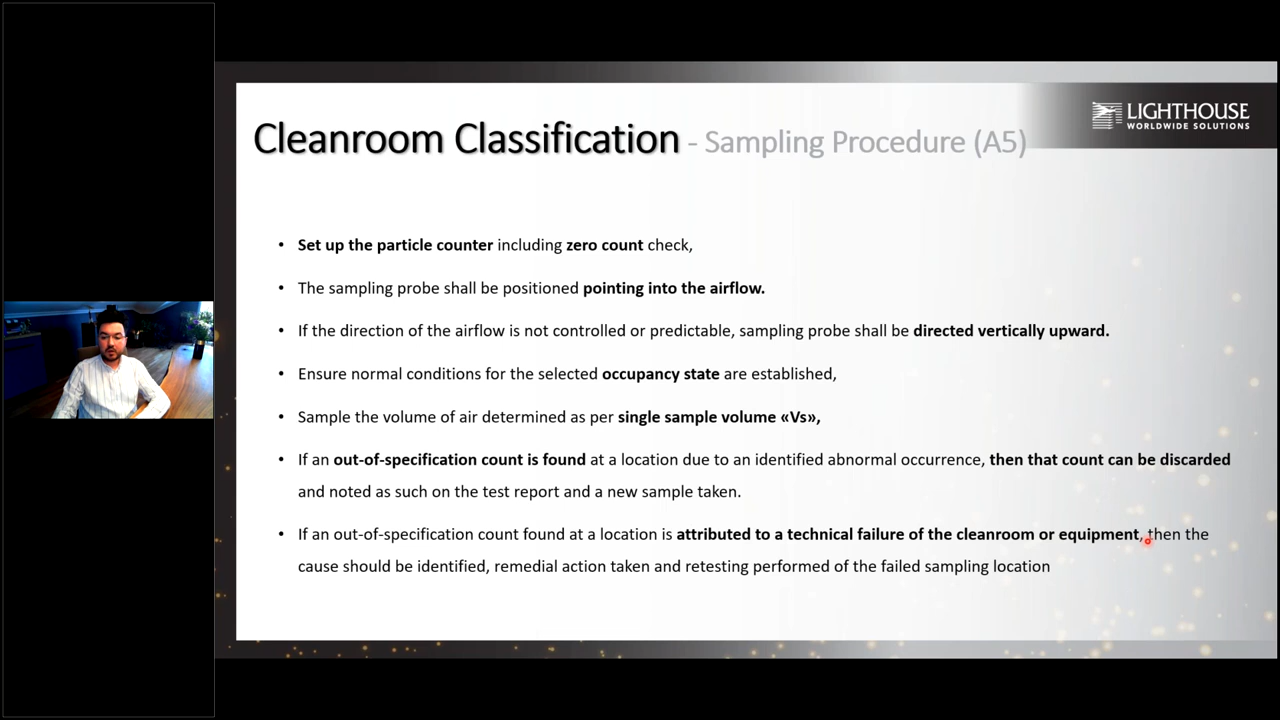 LIGHTHOUSE
WORLDWIDE SOLUTIONS
Cleanroom Classification - Sampling Procedure (A5)
• Set up the particle counter including zero count check,
• The sampling probe shall be positioned pointing into the airflow.
• If the direction of the airflow is not controlled or predictable, sampling probe shall be directed vertically upward.
• Ensure normal conditions for the selected occupancy state are established,
• Sample the volume of air determined as per single sample volume «Vs»,
• If an out-of-specification count is found at a location due to an identified abnormal occurrence, then that count can be discarded
and noted as such on the test report and a new sample taken.
• If an out-of-specification count found at a location is attributed to a technical failure of the cleanroom or equipment, then the
cause should be identified, remedial action taken and retesting performed of the failed sampling location